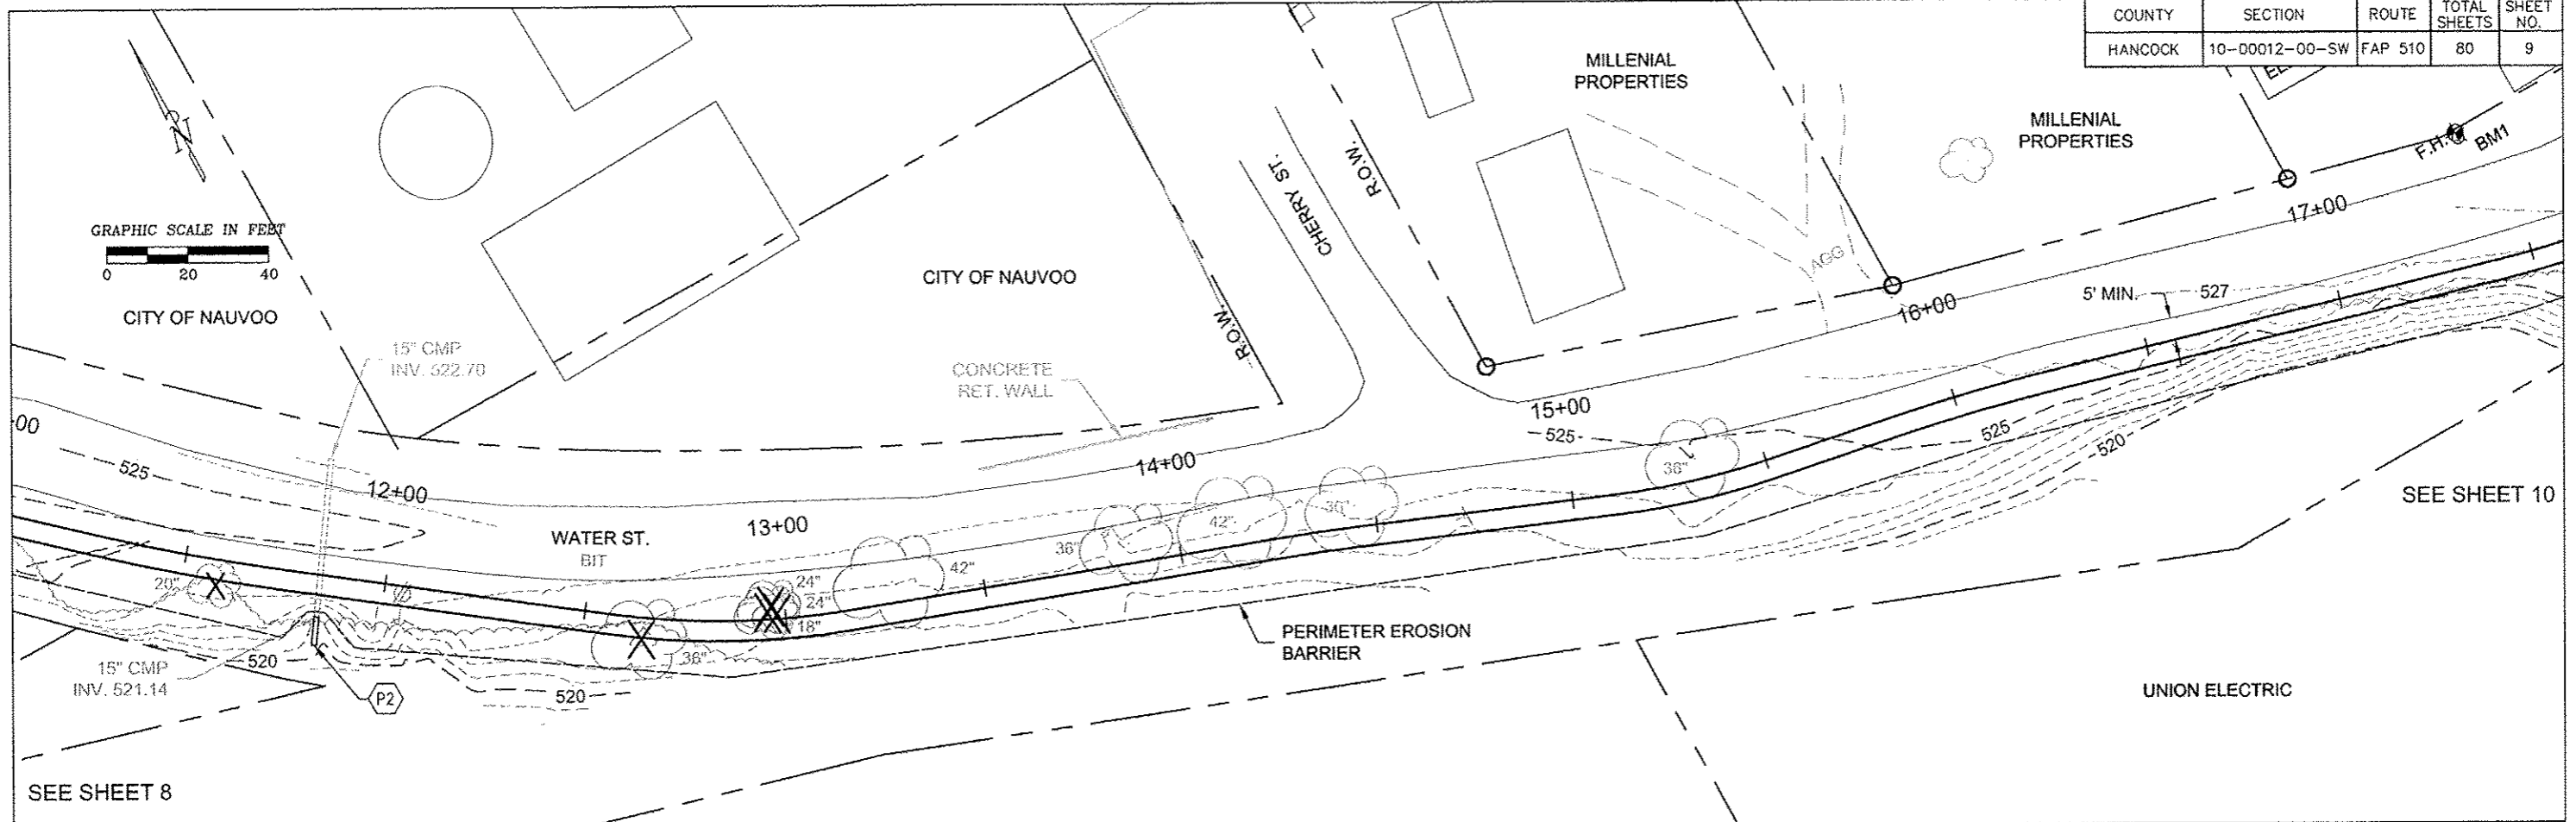 COUNTY SECTION ROUTE TOTAL SHEETS SHEET NO.
HANCOCK 10-00012-00-SW FAP 510 80 9
N
GRAPHIC SCALE IN FEET
0 20 40
CITY OF NAUVOO
CITY OF NAUVOO
15" CMP
INV. 522.70
CONCRETE
RET. WALL
R.O.W.
CHERRY ST.
R.O.W.
MILLENIAL
PROPERTIES
MILLENIAL
PROPERTIES
AGG
F.H.
BM1
00
12+00
13+00
14+00
15+00
16+00
17+00
5' MIN.
527
525
525
525
520
WATER ST.
BIT
20"
36"
24"
24"
18"
42"
36"
42"
36"
15" CMP
INV. 521.14
520
520
P2
PERIMETER EROSION
BARRIER
UNION ELECTRIC
SEE SHEET 8
SEE SHEET 10